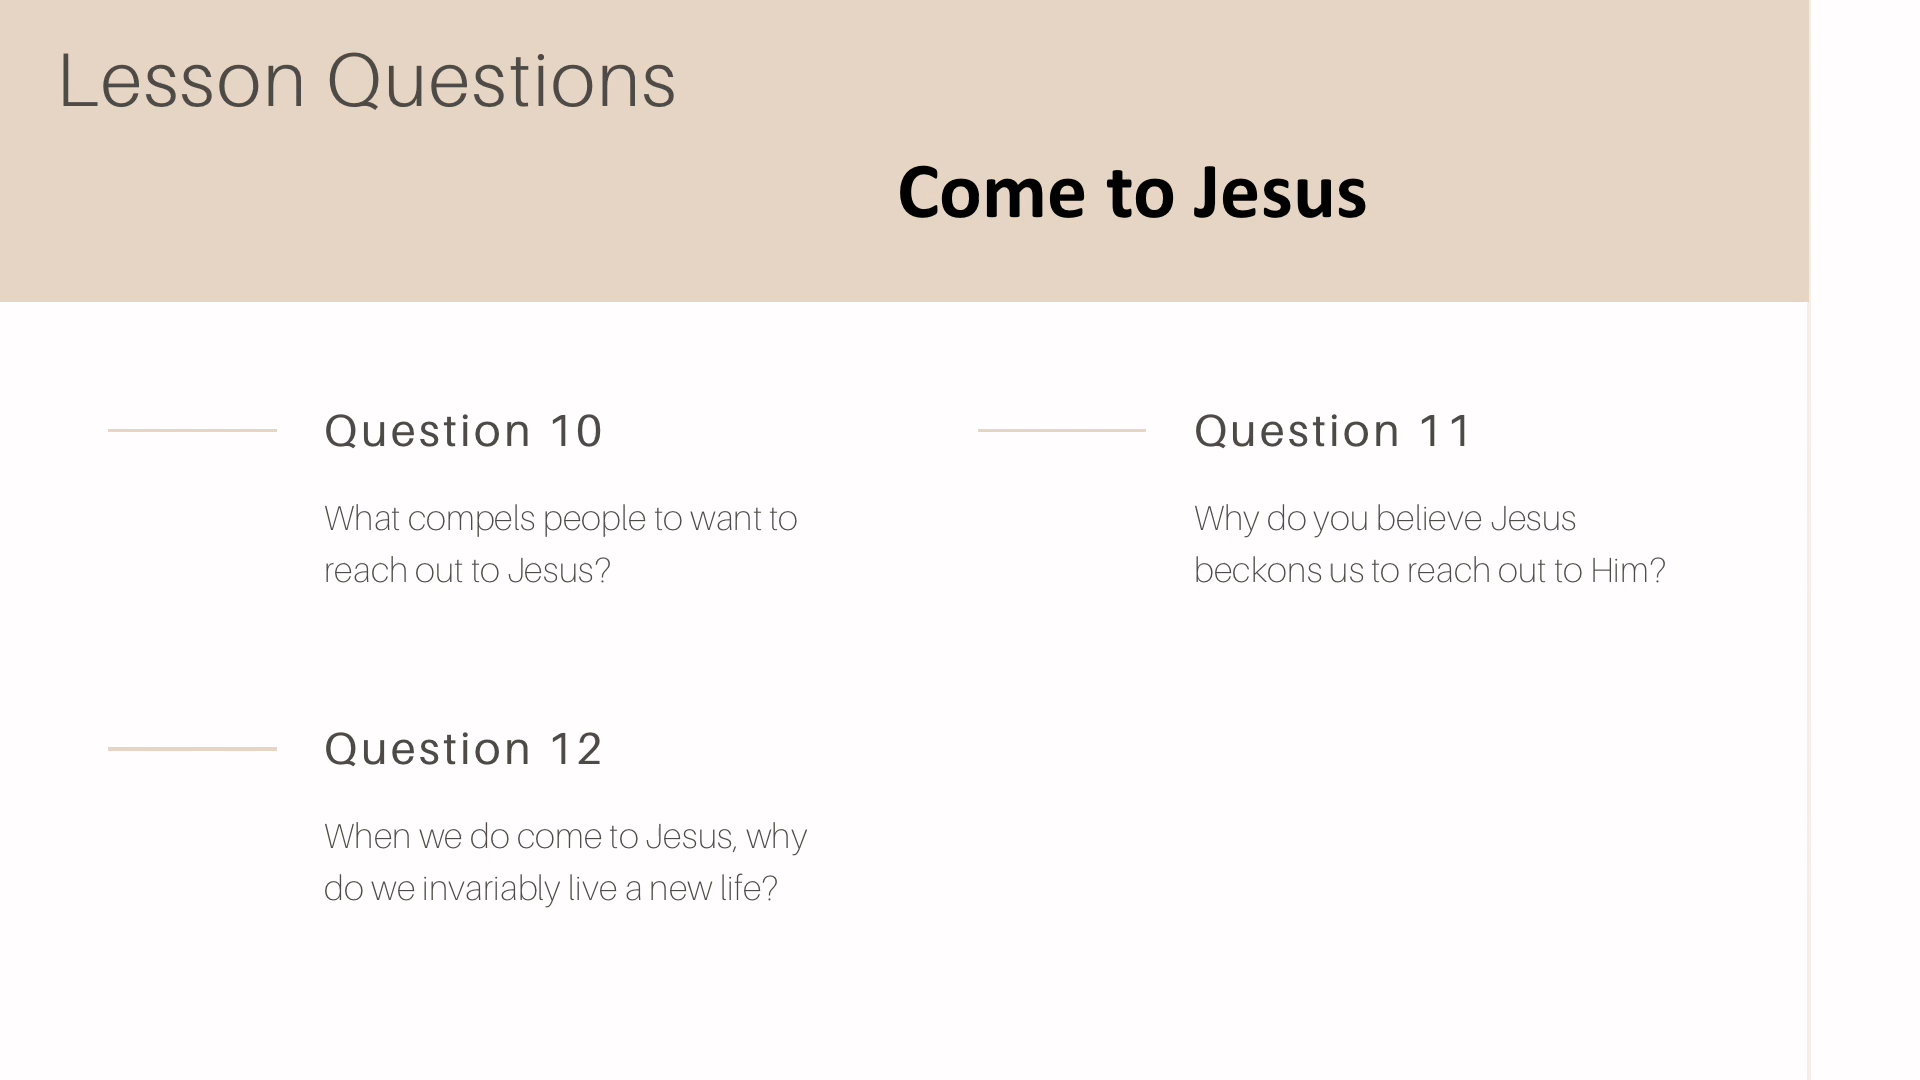 Lesson Questions
Come to Jesus
Question 10
What compels people to want to
reach out to Jesus?
Question 11
Why do you believe Jesus
beckons us to reach out to Him?
Question 12
When we do come to Jesus, why
do we invariably live a new life?